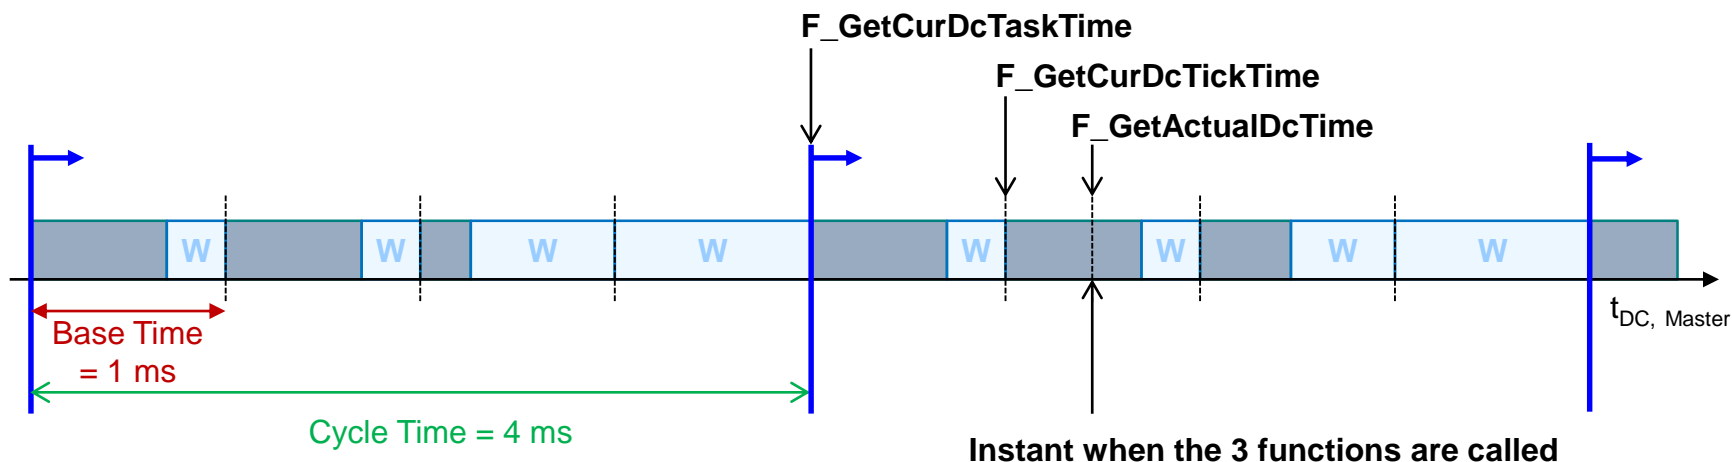 F_GetCurDcTaskTime
F_GetCurDcTickTime
F_GetActualDcTime
W W W W W W W W
Base Time
= 1 ms
t_DC, Master
Cycle Time = 4 ms
Instant when the 3 functions are called